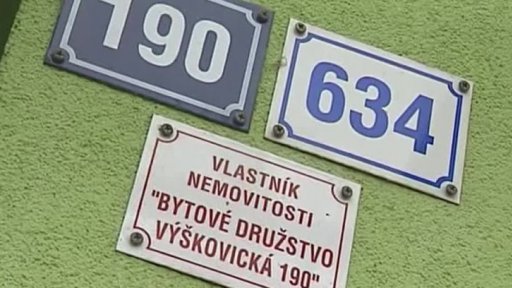 190
634
VLASTNÍK
NEMOVITOSTI
"BYTOVÉ DRUŽSTVO
VÝŠKOVICKÁ 190"